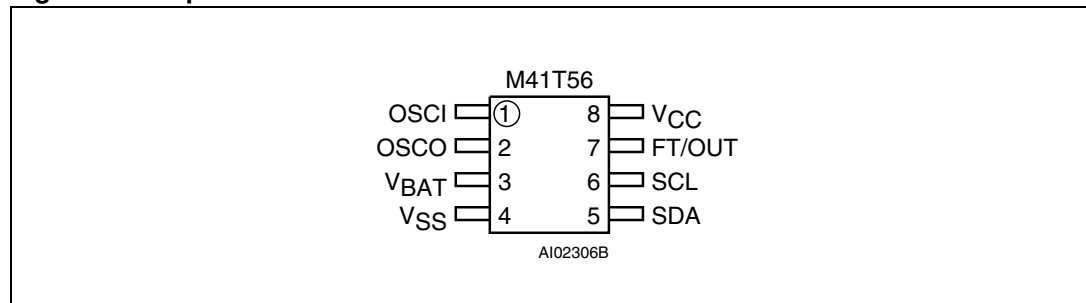 M41T56
OSCI 1 8 VCC
OSCO 2 7 FT/OUT
VBAT 3 6 SCL
VSS 4 5 SDA
AI02306B